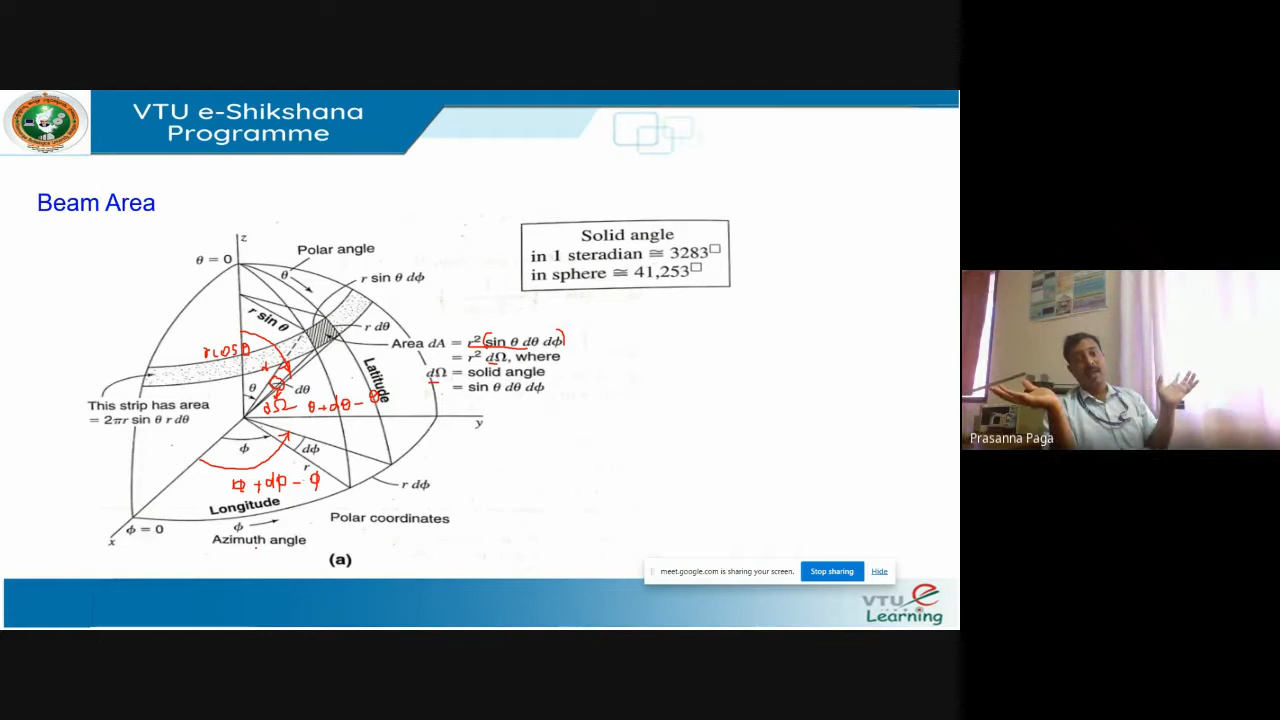 VTU e-Shikshana
Programme
Beam Area
Solid angle
in 1 steradian ≅ 3283□
in sphere ≅ 41,253□
z
θ = 0
Polar angle
θ
r sin θ dϕ
r sin θ
r dθ
Area dA = r² (sin θ dθ dϕ)
= r² dΩ, where
dΩ = solid angle
= sin θ dθ dϕ
r cos θ
Latitude
θ
dθ
dΩ θ+dθ-θ
This strip has area
= 2πr sin θ r dθ
y
ϕ
dϕ
r
ϕ+dϕ-ϕ
r dϕ
Longitude
ϕ = 0
ϕ
Polar coordinates
x
Azimuth angle
(a)
Prasanna Paga
meet.google.com is sharing your screen.
Stop sharing
Hide
VTU e
Learning